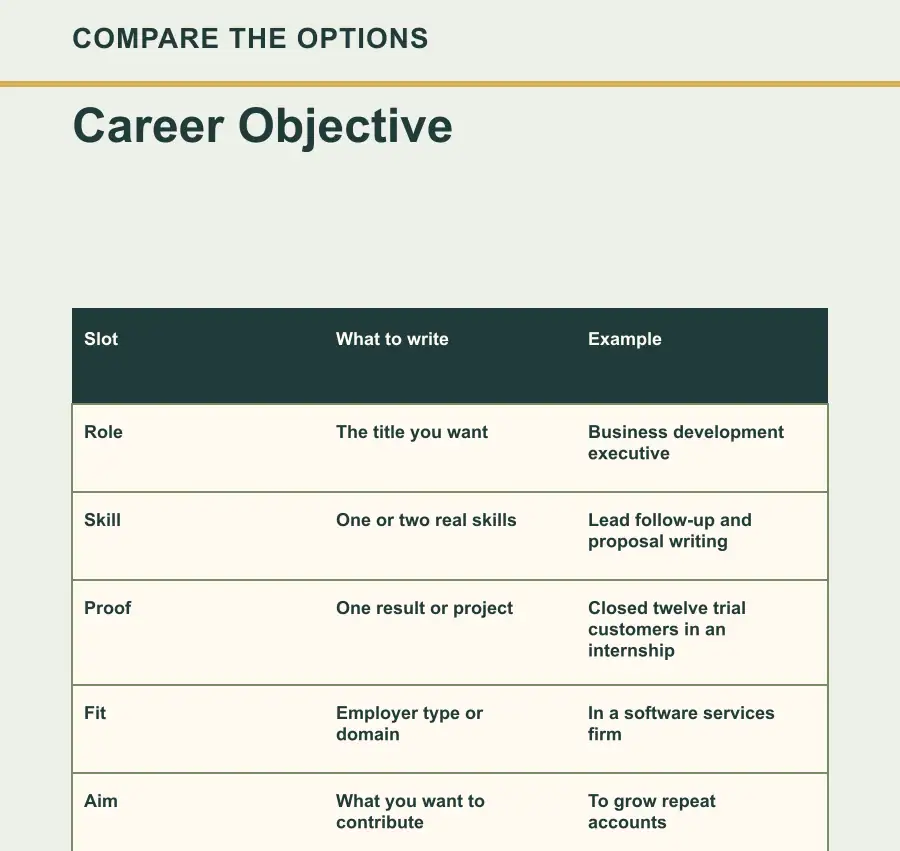 COMPARE THE OPTIONS
Career Objective
Slot
What to write
Example
Role
The title you want
Business development
executive
Skill
One or two real skills
Lead follow-up and
proposal writing
Proof
One result or project
Closed twelve trial
customers in an
internship
Fit
Employer type or
domain
In a software services
firm
Aim
What you want to
contribute
To grow repeat
accounts